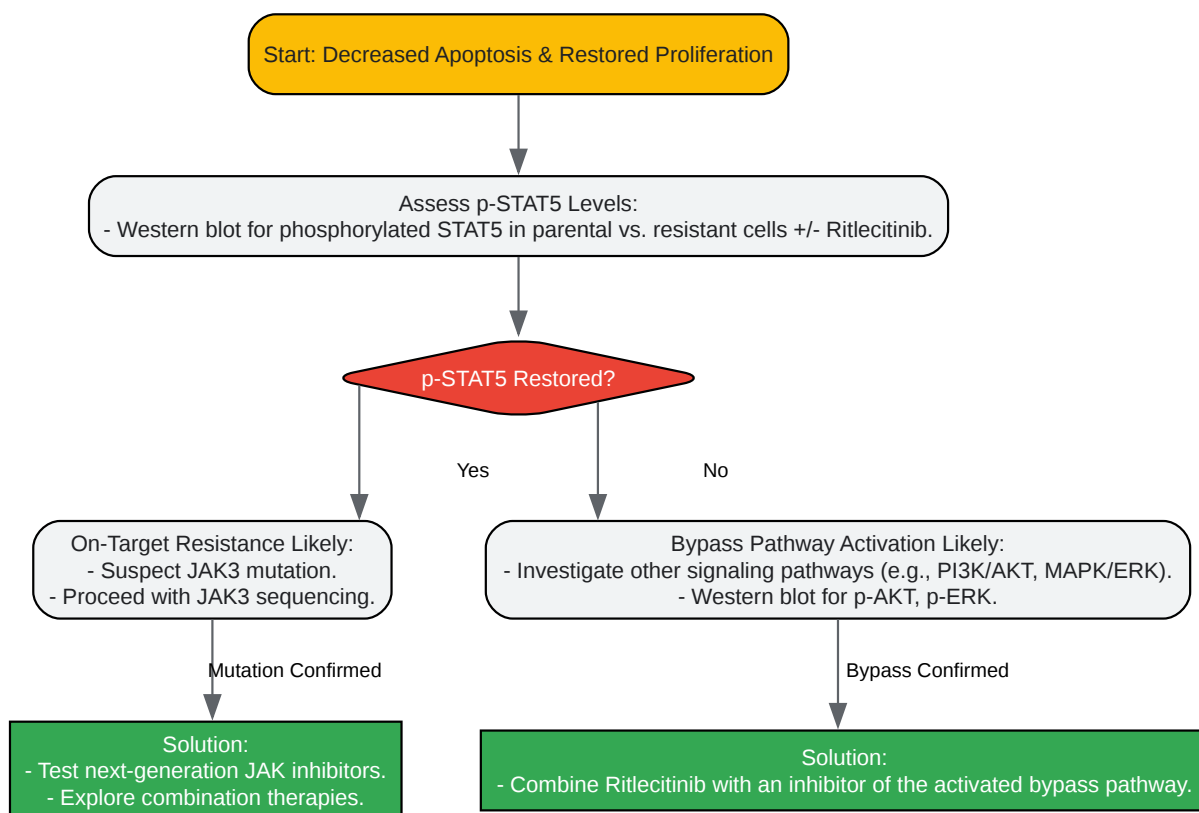 Start: Decreased Apoptosis & Restored Proliferation
Assess p-STAT5 Levels:
- Western blot for phosphorylated STAT5 in parental vs. resistant cells +/- Ritlecitinib.
p-STAT5 Restored?
Yes
No
On-Target Resistance Likely:
- Suspect JAK3 mutation.
- Proceed with JAK3 sequencing.
Bypass Pathway Activation Likely:
- Investigate other signaling pathways (e.g., PI3K/AKT, MAPK/ERK).
- Western blot for p-AKT, p-ERK.
Mutation Confirmed
Bypass Confirmed
Solution:
- Test next-generation JAK inhibitors.
- Explore combination therapies.
Solution:
- Combine Ritlecitinib with an inhibitor of the activated bypass pathway.